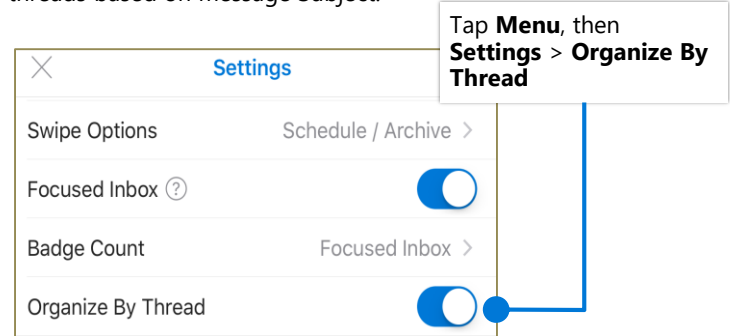 threads based on message subject.
Tap Menu, then
Settings > Organize By
Thread
Settings
Swipe Options Schedule / Archive >
Focused Inbox ?
Badge Count Focused Inbox >
Organize By Thread